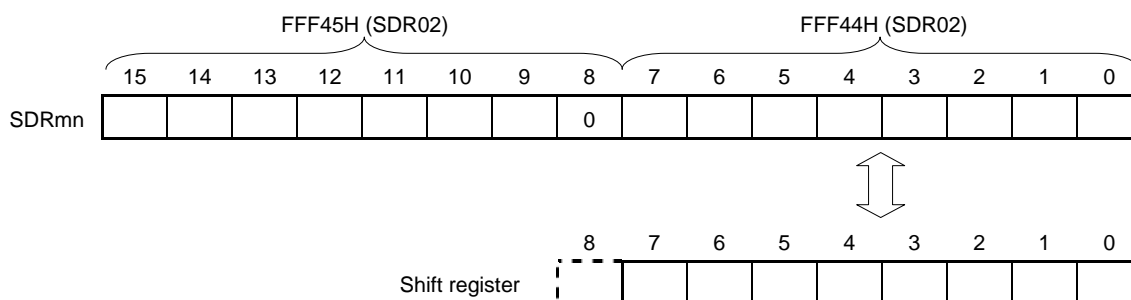 FFF45H (SDR02) FFF44H (SDR02)
15 14 13 12 11 10 9 8 7 6 5 4 3 2 1 0
SDRmn 0
8 7 6 5 4 3 2 1 0
Shift register